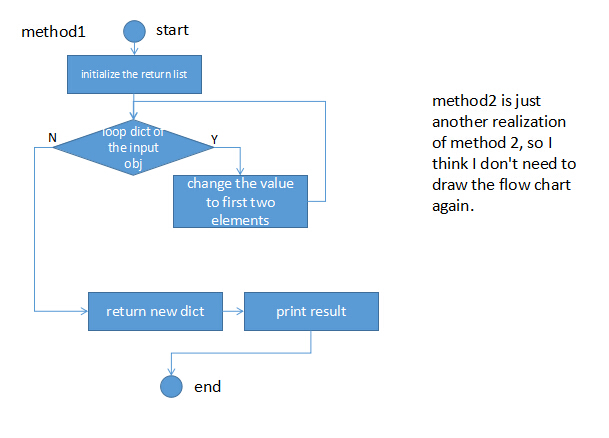 method1
start
initialize the return list
N
loop dict of
the input
obj
Y
change the value
to first two
elements
method2 is just
another realization
of method 2, so I
think I don't need to
draw the flow chart
again.
return new dict
print result
end